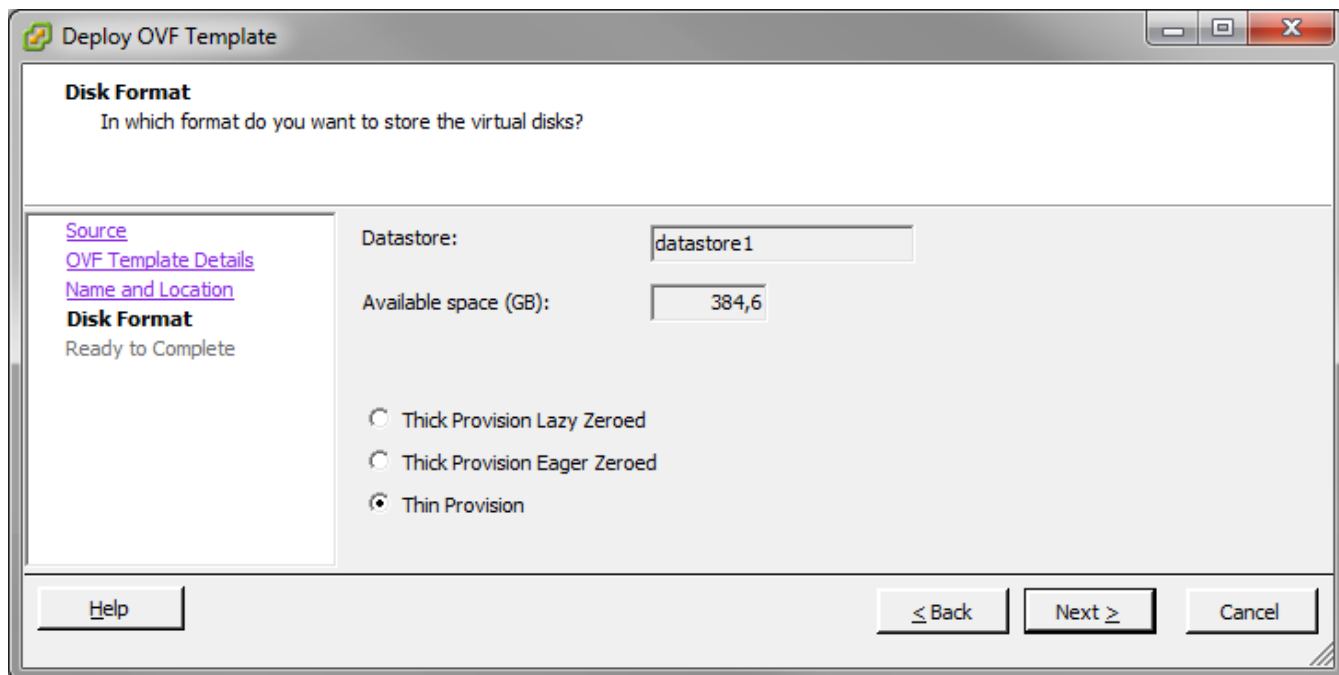 Deploy OVF Template
Disk Format
In which format do you want to store the virtual disks?
Source
OVF Template Details
Name and Location
Disk Format
Ready to Complete
Datastore:
datastore1
Available space (GB):
384,6
Thick Provision Lazy Zeroed
Thick Provision Eager Zeroed
Thin Provision
Help
< Back
Next >
Cancel